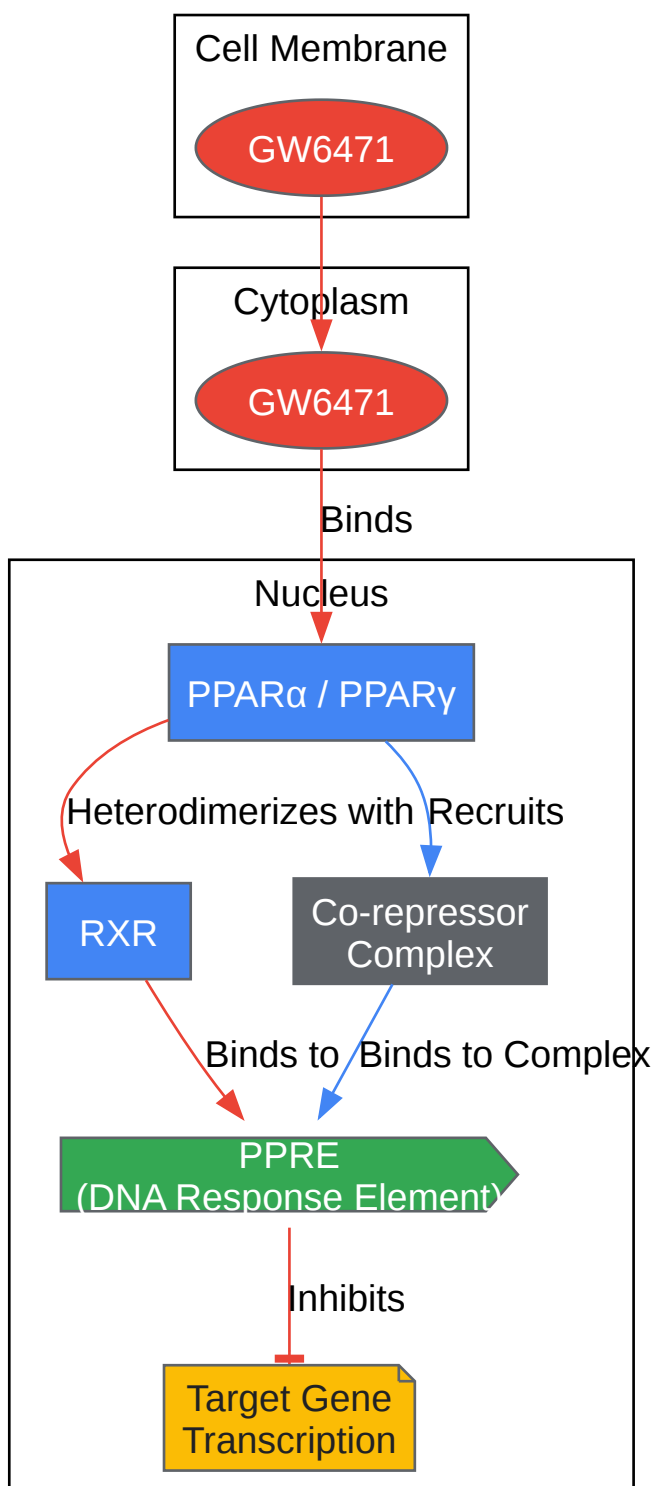 Cell Membrane
GW6471
Cytoplasm
GW6471
Binds
Nucleus
PPARα / PPARγ
Heterodimerizes with
Recruits
RXR
Co-repressor
Complex
Binds to
Binds to Complex
PPRE
(DNA Response Element)
Inhibits
Target Gene
Transcription